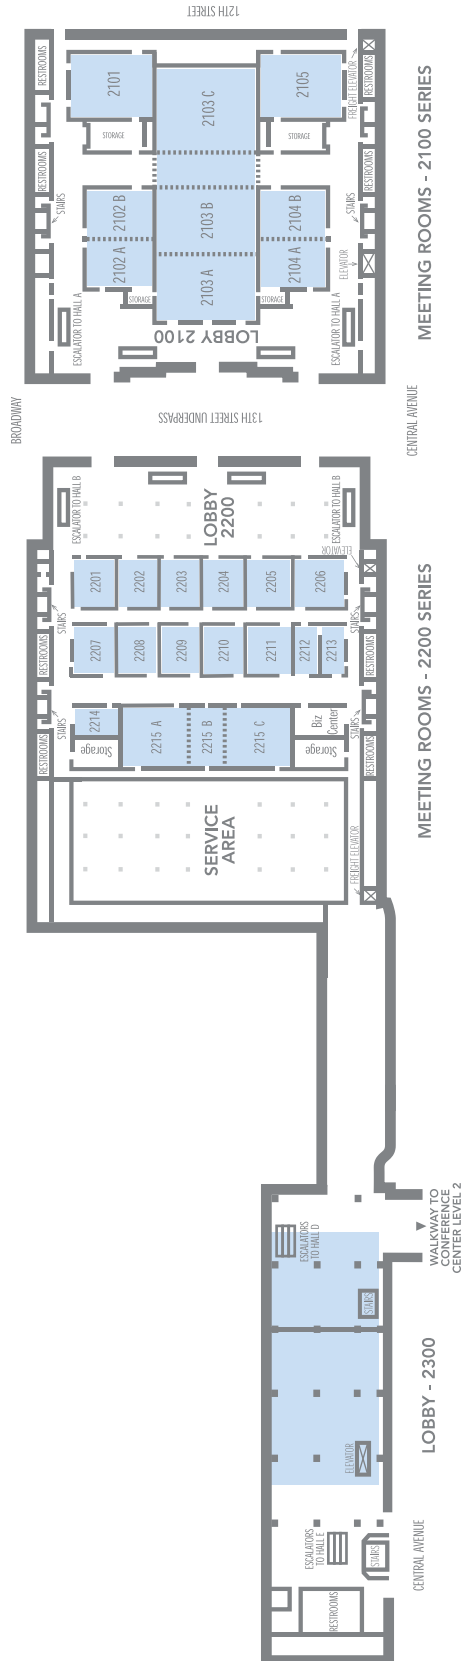 12TH STREET
RESTROOMS
2101
2103 C
2105
FREIGHT ELEVATOR
RESTROOMS
STORAGE
STORAGE
RESTROOMS
RESTROOMS
STAIRS
2102 B
2103 B
2104 B
STAIRS
2102 A
2103 A
2104 A
ELEVATOR
STORAGE
STORAGE
ESCALATOR TO HALL A
LOBBY 2100
ESCALATOR TO HALL A
MEETING ROOMS - 2100 SERIES
BROADWAY
13TH STREET UNDERPASS
CENTRAL AVENUE
ESCALATOR TO HALL B
LOBBY
2200
ESCALATOR TO HALL B
ELEVATOR
2201
2202
2203
2204
2205
2206
STAIRS
STAIRS
RESTROOMS
2207
2208
2209
2210
2211
2212
2213
RESTROOMS
STAIRS
2214
2215 A
2215 B
2215 C
Biz
Center
STAIRS
Storage
Storage
RESTROOMS
RESTROOMS
MEETING ROOMS - 2200 SERIES
SERVICE
AREA
FREIGHT ELEVATOR
ESCALATORS
TO HALL D
WALKWAY TO
CONFERENCE
CENTER LEVEL 2
STAIRS
LOBBY - 2300
ELEVATOR
ESCALATORS
TO HALL E
STAIRS
CENTRAL AVENUE
RESTROOMS